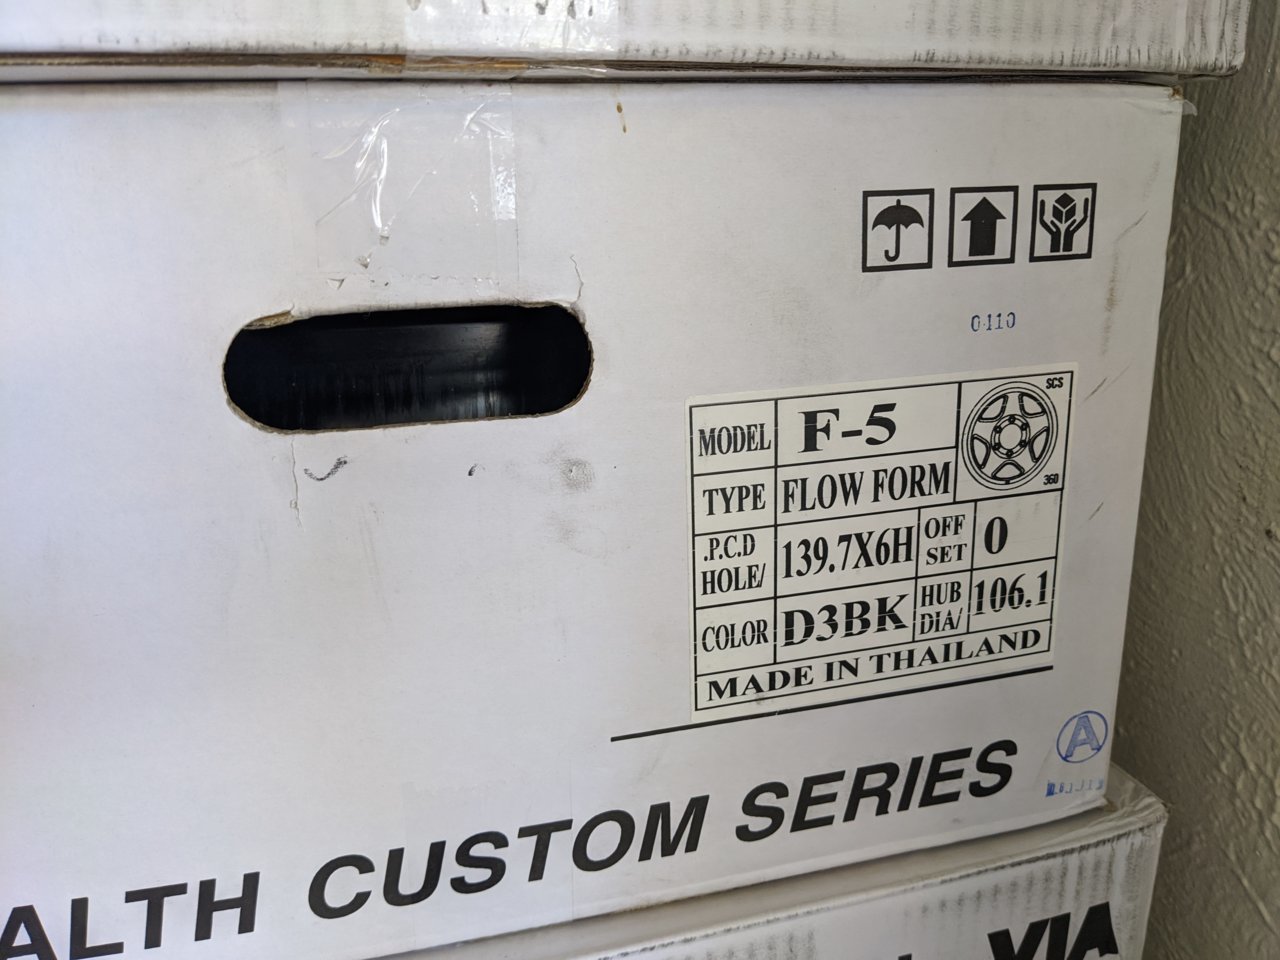 0110
SCS
MODEL F-5
360
TYPE FLOW FORM
.P.C.D HOLE/ 139.7X6H OFF SET 0
COLOR D3BK HUB DIA/ 106.1
MADE IN THAILAND
A
ALTH CUSTOM SERIES
VIA